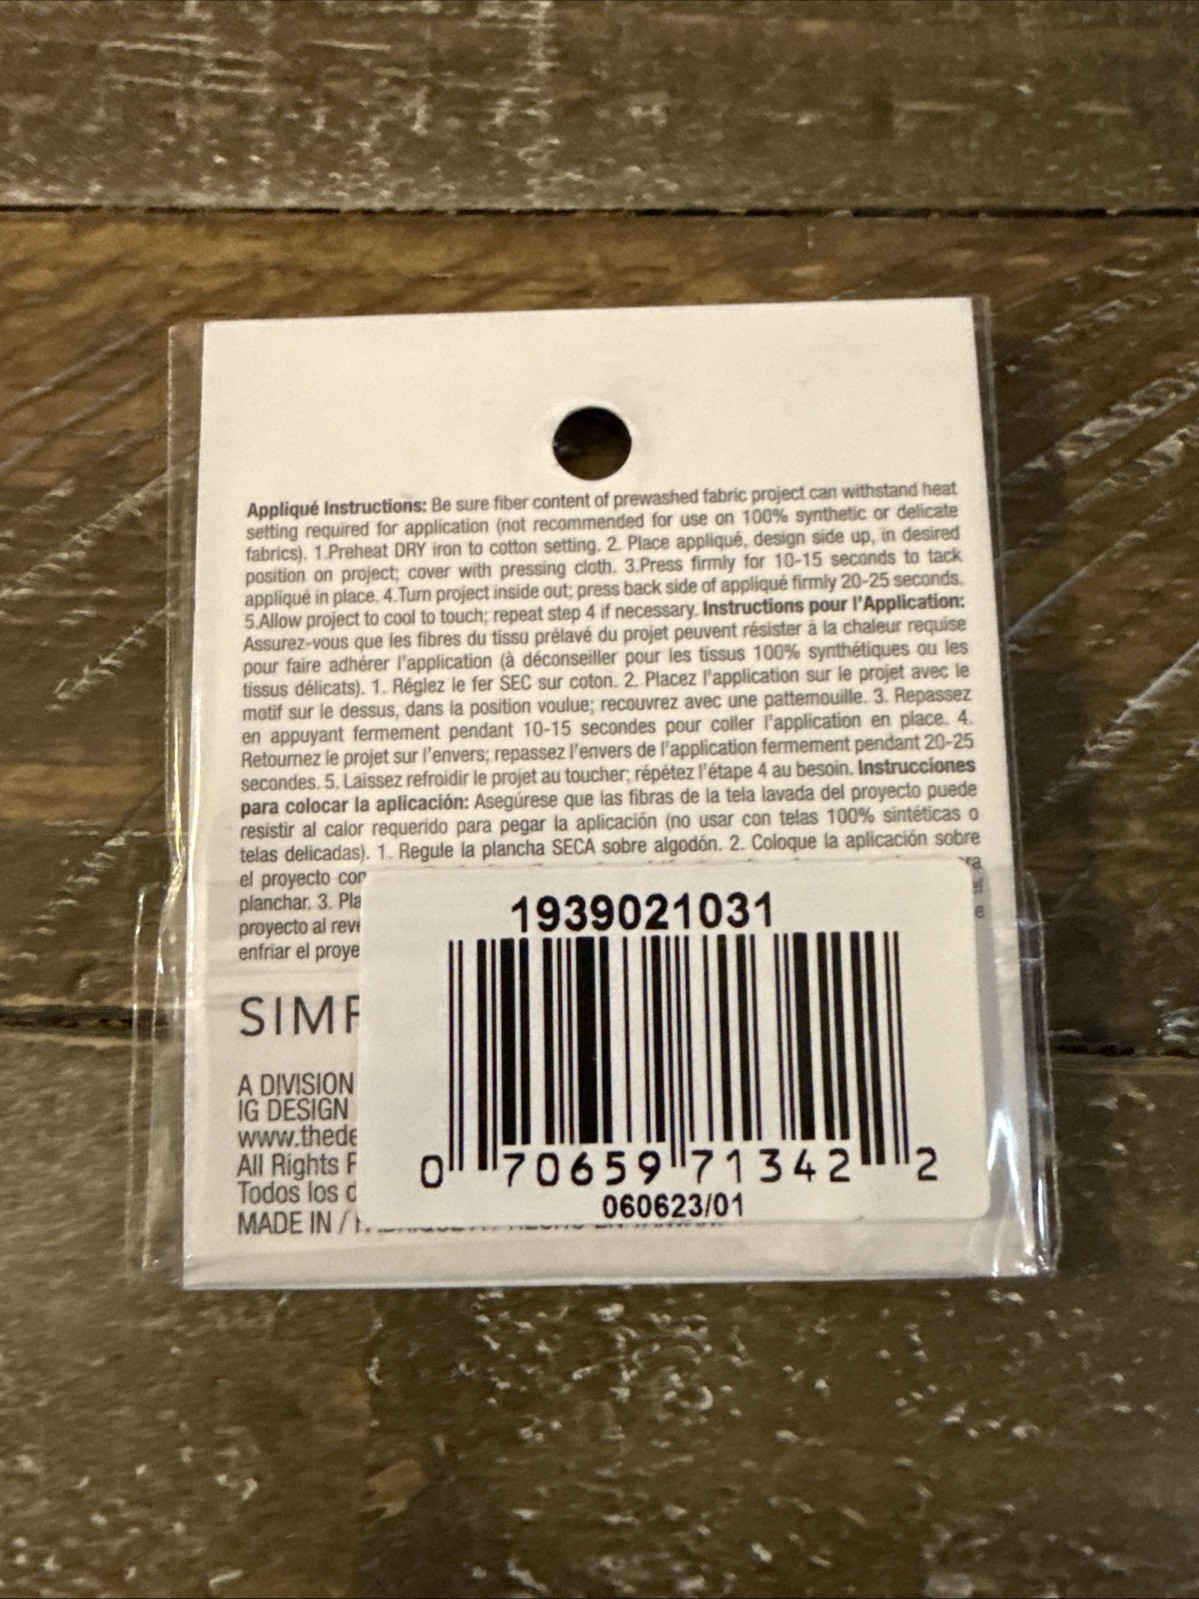 Appliqué Instructions: Be sure fiber content of prewashed fabric project can withstand heat
setting required for application (not recommended for use on 100% synthetic or delicate
fabrics). 1.Preheat DRY iron to cotton setting. 2. Place appliqué, design side up, in desired
position on project; cover with pressing cloth. 3.Press firmly for 10-15 seconds to tack
appliqué in place. 4.Turn project inside out; press back side of appliqué firmly 20-25 seconds.
5.Allow project to cool to touch; repeat step 4 if necessary. Instructions pour l'Application:
Assurez-vous que les fibres du tissu prélavé du projet peuvent résister à la chaleur requise
pour faire adhérer l'application (à déconseiller pour les tissus 100% synthétiques ou les
tissus délicats). 1. Réglez le fer SEC sur coton. 2. Placez l'application sur le projet avec le
motif sur le dessus, dans la position voulue; recouvrez avec une pattemouille. 3. Repassez
en appuyant fermement pendant 10-15 secondes pour coller l'application en place. 4.
Retournez le projet sur l'envers; repassez l'envers de l'application fermement pendant 20-25
secondes. 5. Laissez refroidir le projet au toucher; répétez l'étape 4 au besoin. Instrucciones
para colocar la aplicación: Asegúrese que las fibras de la tela lavada del proyecto puede
resistir al calor requerido para pegar la aplicación (no usar con telas 100% sintéticas o
telas delicadas). 1. Regule la plancha SECA sobre algodón. 2. Coloque la aplicación sobre
el proyecto con
planchar. 3. Pla
proyecto al rev
enfriar el proye
SIMP
A DIVISION
IG DESIGN
www.thede
All Rights R
Todos los d
MADE IN /
1939021031
0 70659 71342 2
060623/01